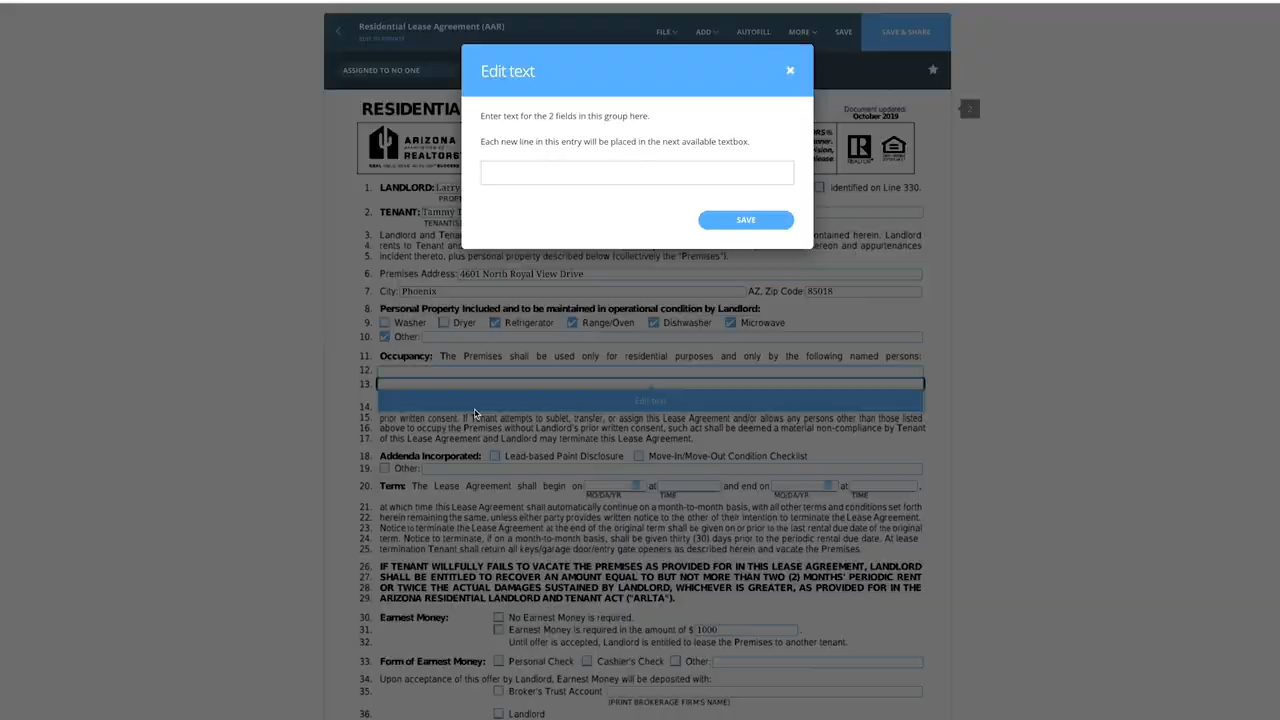 Residential Lease Agreement (AAR)
FILE ADD AUTOFILL MORE SAVE SAVE & SHARE
ASSIGNED TO NO ONE
Edit text
Enter text for the 2 fields in this group here.
Each new line in this entry will be placed in the next available textbox.
SAVE
2
RESIDENTIA
Document updated:
October 2019
ARIZONA
REALTORS
REALTOR
1. LANDLORD: Larry identified on Line 330.
2. TENANT: Tammy
TENANT(S
3. Landlord and Tena ontained herein. Landlord
4. rents to Tenant and ereon and appurtenances
5. incident thereto, plus personal property described below (collectively the "Premises").
6. Premises Address: 4601 North Royal View Drive
7. City: Phoenix AZ, Zip Code: 85018
8. Personal Property Included and to be maintained in operational condition by Landlord:
9. Washer Dryer Refrigerator Range/Oven Dishwasher Microwave
10. Other:
11. Occupancy: The Premises shall be used only for residential purposes and only by the following named persons:
12.
13.
14. Edit text
15. prior written consent. If Tenant attempts to sublet, transfer, or assign this Lease Agreement and/or allows any persons other than those listed
16. above to occupy the Premises without Landlord's prior written consent, such act shall be deemed a material non-compliance by Tenant
17. of this Lease Agreement and Landlord may terminate this Lease Agreement.
18. Addenda Incorporated: Lead-based Paint Disclosure Move-In/Move-Out Condition Checklist
19. Other:
20. Term: The Lease Agreement shall begin on at and end on at ,
MO/DA/YR TIME MO/DA/YR TIME
21. at which time this Lease Agreement shall automatically continue on a month-to-month basis, with all other terms and conditions set forth
22. herein remaining the same, unless either party provides written notice to the other of their intention to terminate the Lease Agreement.
23. Notice to terminate the Lease Agreement at the end of the original term shall be given on or prior to the last rental due date of the original
24. term. Notice to terminate, if on a month-to-month basis, shall be given thirty (30) days prior to the periodic rental due date. At lease
25. termination Tenant shall return all keys/garage door/entry gate openers as described herein and vacate the Premises.
26. IF TENANT WILLFULLY FAILS TO VACATE THE PREMISES AS PROVIDED FOR IN THIS LEASE AGREEMENT, LANDLORD
27. SHALL BE ENTITLED TO RECOVER AN AMOUNT EQUAL TO BUT NOT MORE THAN TWO (2) MONTHS' PERIODIC RENT
28. OR TWICE THE ACTUAL DAMAGES SUSTAINED BY LANDLORD, WHICHEVER IS GREATER, AS PROVIDED FOR IN THE
29. ARIZONA RESIDENTIAL LANDLORD AND TENANT ACT ("ARLTA").
30. Earnest Money: No Earnest Money is required.
31. Earnest Money is required in the amount of $ 1000 .
32. Until offer is accepted, Landlord is entitled to lease the Premises to another tenant.
33. Form of Earnest Money: Personal Check Cashier's Check Other:
34. Upon acceptance of this offer by Landlord, Earnest Money will be deposited with:
35. Broker's Trust Account
(PRINT BROKERAGE FIRM'S NAME)
36. Landlord